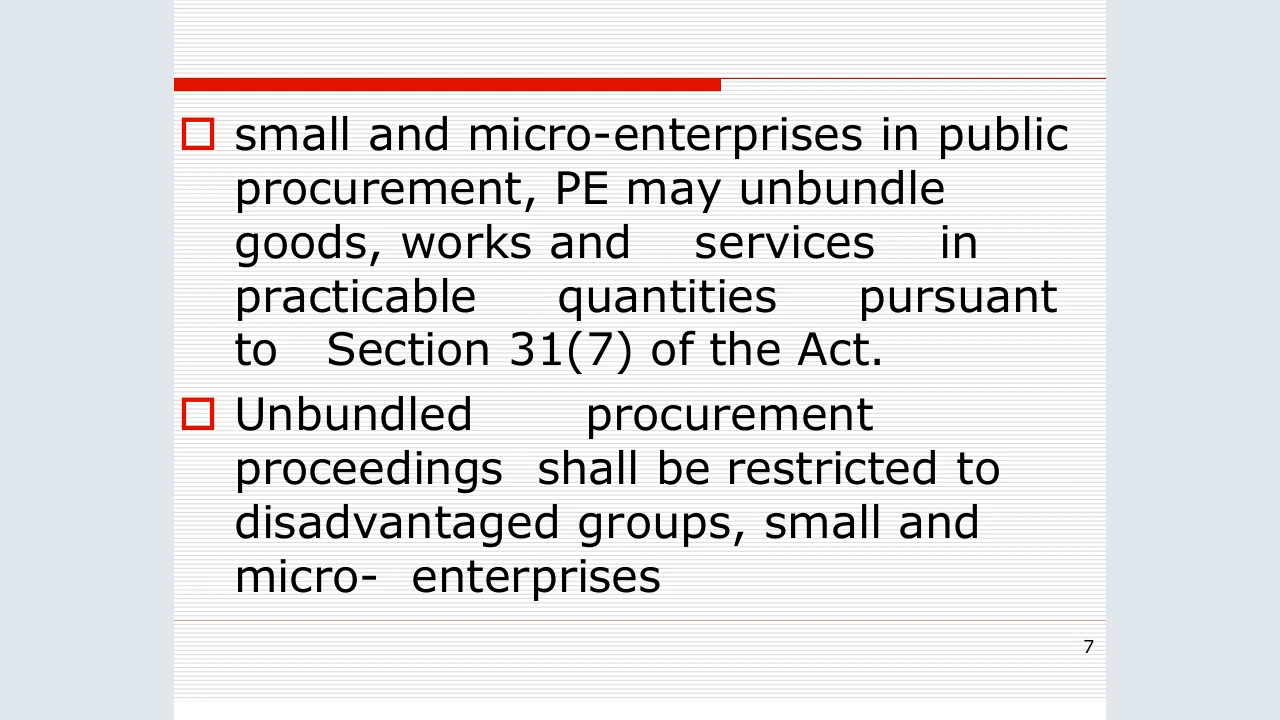 small and micro-enterprises in public
procurement, PE may unbundle
goods, works and services in
practicable quantities pursuant
to Section 31(7) of the Act.
Unbundled procurement
proceedings shall be restricted to
disadvantaged groups, small and
micro- enterprises
7